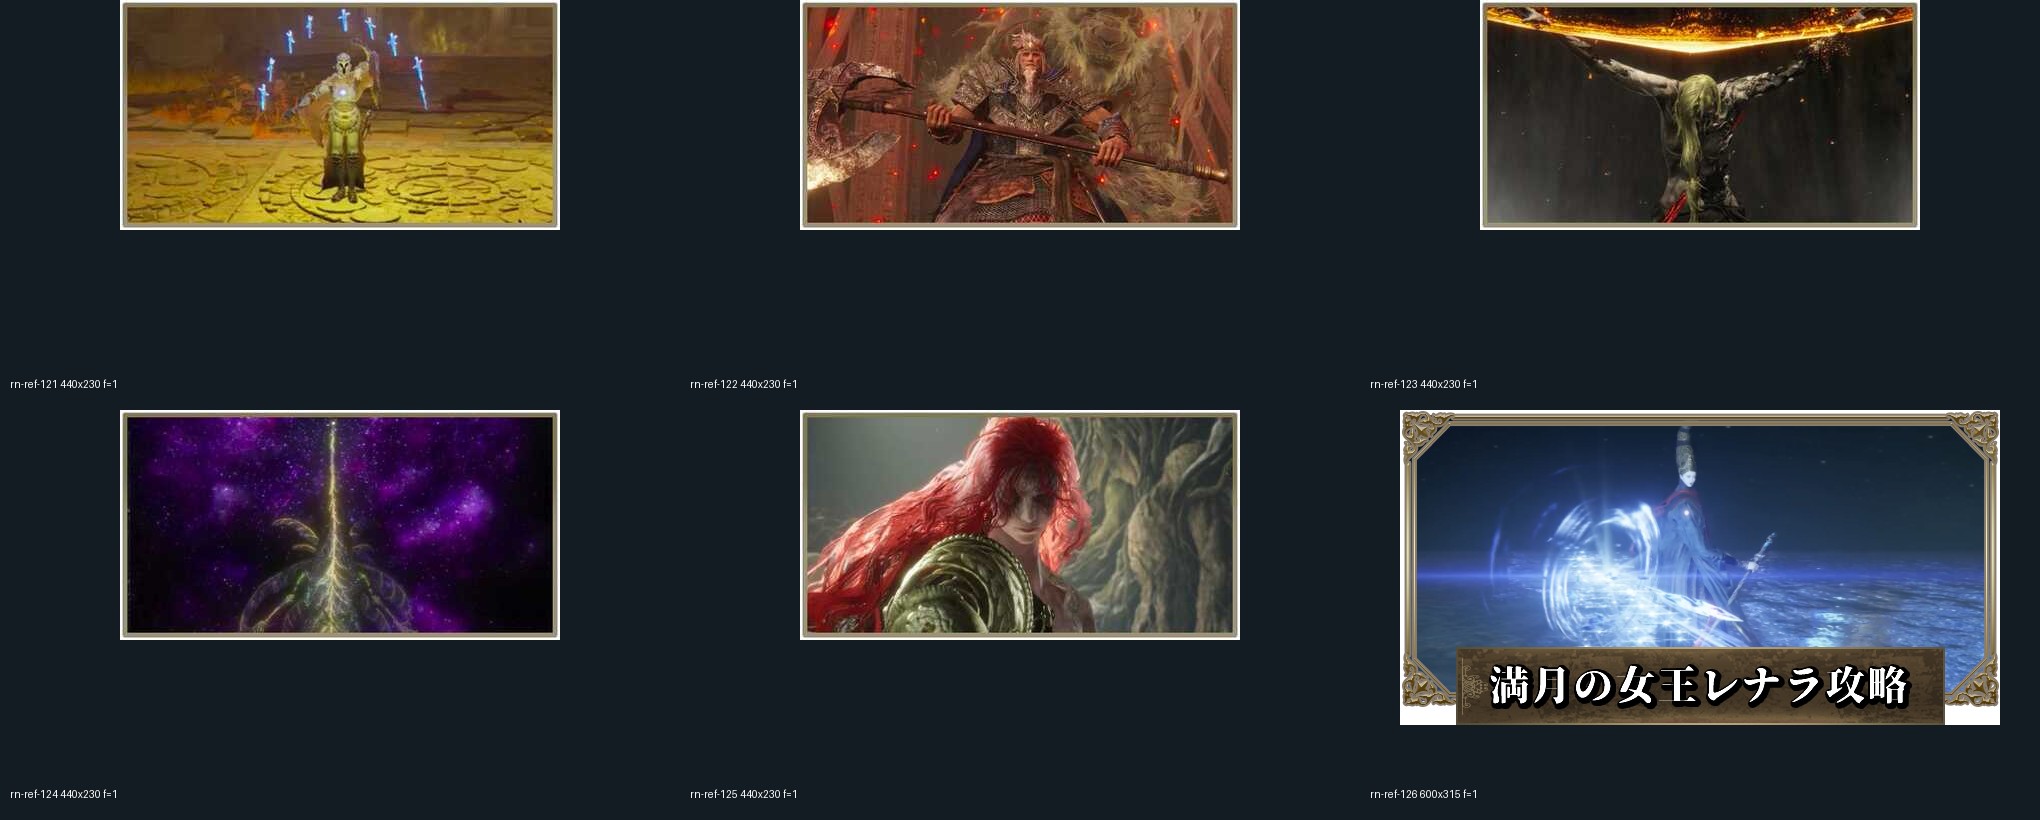 rn-ref-121 440x230 f=1
rn-ref-122 440x230 f=1
rn-ref-123 440x230 f=1
満月の女王レナラ攻略
rn-ref-124 440x230 f=1
rn-ref-125 440x230 f=1
rn-ref-126 600x315 f=1